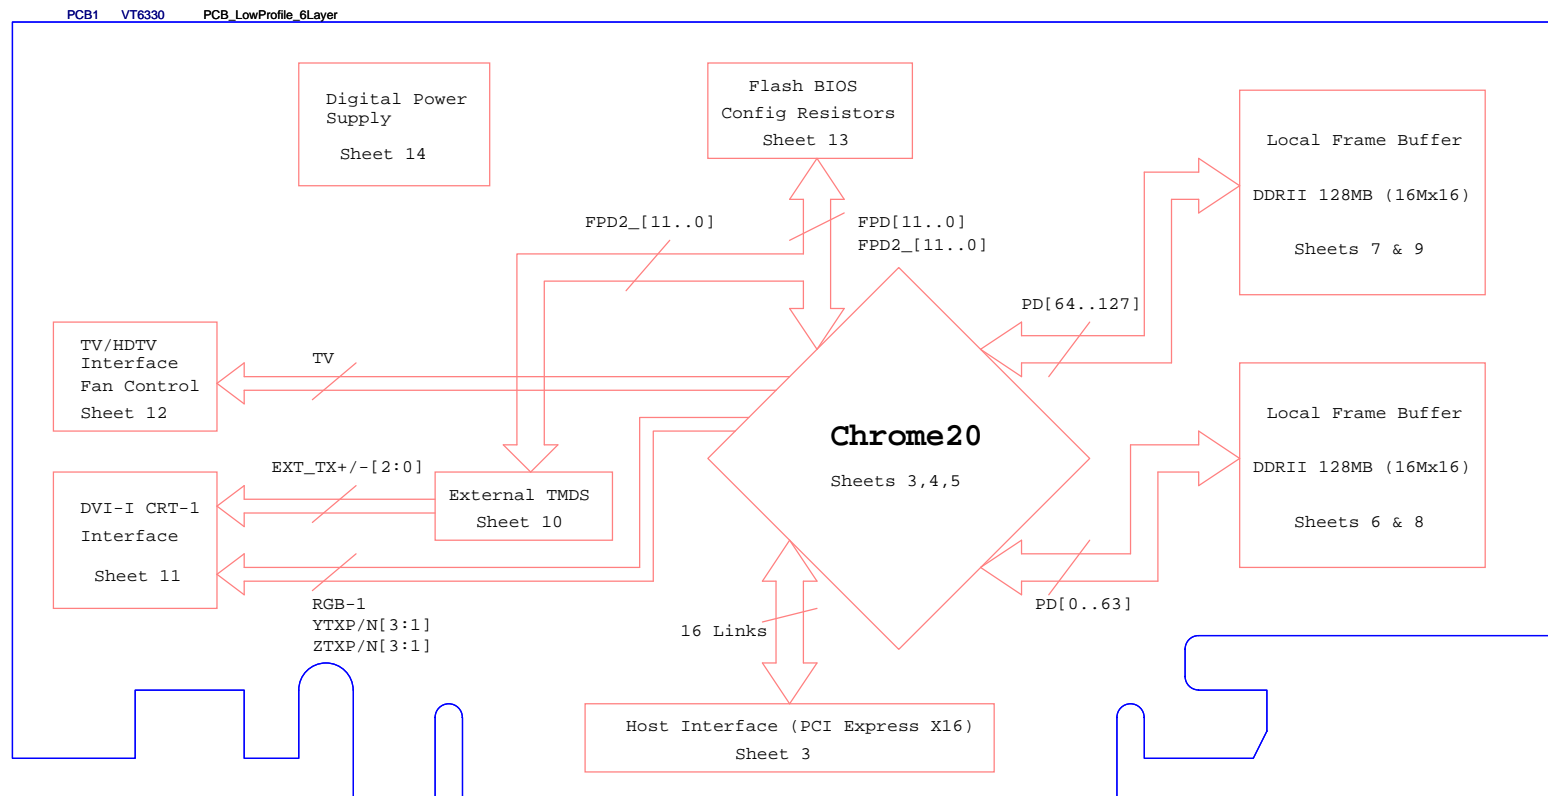 PCB1 VT6330 PCB_LowProfile_6Layer
Digital Power
Supply
Sheet 14
Flash BIOS
Config Resistors
Sheet 13
Local Frame Buffer
DDRII 128MB (16Mx16)
Sheets 7 & 9
FPD2_[11..0]
FPD[11..0]
FPD2_[11..0]
PD[64..127]
TV/HDTV
Interface
Fan Control
Sheet 12
TV
Chrome20
Sheets 3,4,5
Local Frame Buffer
DDRII 128MB (16Mx16)
Sheets 6 & 8
EXT_TX+/-[2:0]
External TMDS
Sheet 10
DVI-I CRT-1
Interface
Sheet 11
RGB-1
YTXP/N[3:1]
ZTXP/N[3:1]
16 Links
PD[0..63]
Host Interface (PCI Express X16)
Sheet 3